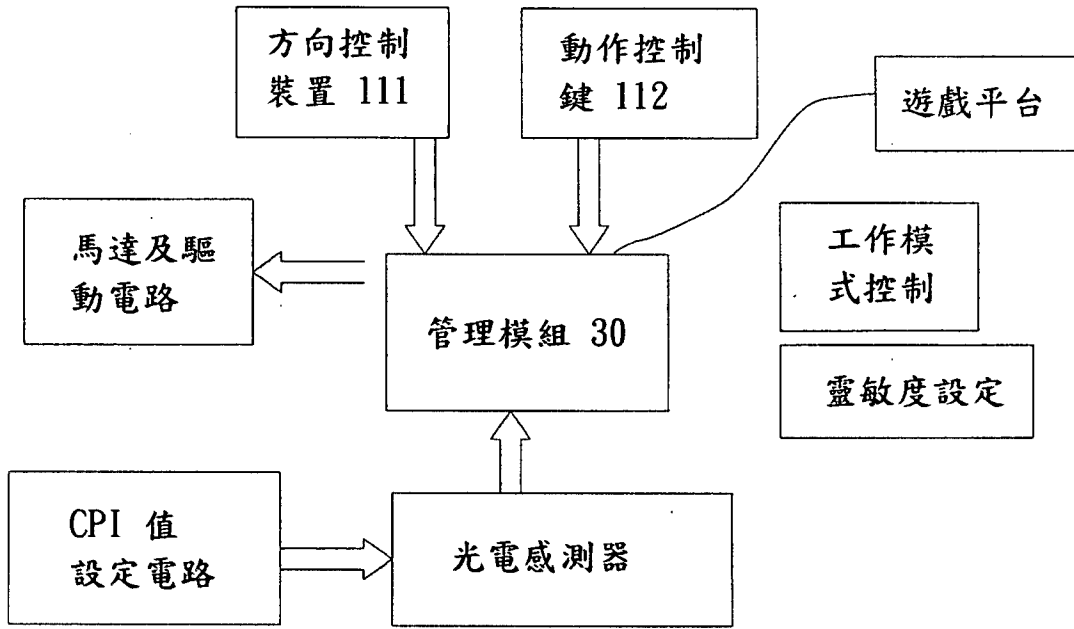 方向控制
裝置 111
動作控制
鍵 112
遊戲平台
馬達及驅
動電路
管理模組 30
工作模
式控制
靈敏度設定
CPI 值
設定電路
光電感測器